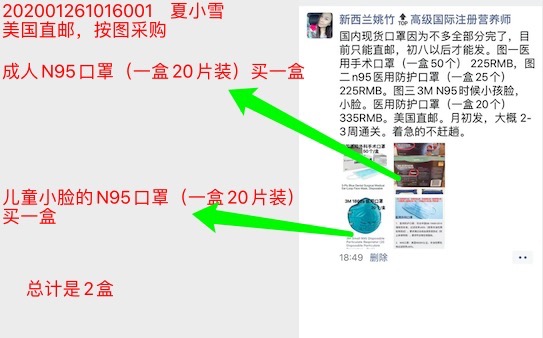 202001261016001 夏小雪
美国直邮，按图采购
成人N95口罩（一盒20片装）买一盒
儿童小脸的N95口罩（一盒20片装）
买一盒
总计是2盒
新西兰姚竹 TOP 高级国际注册营养师
国内现货口罩因为不多全部分完了，目
前只能直邮，初八以后才能发。图一医
用手术口罩（一盒50个） 225RMB，图
二n95医用防护口罩（一盒25个）
225RMB。图三3M N95时候小孩脸，
小脸。医用防护口罩（一盒20个）
335RMB。美国直邮。月初发，大概 2-
3周通关。着急的不赶趟。
18:49 删除